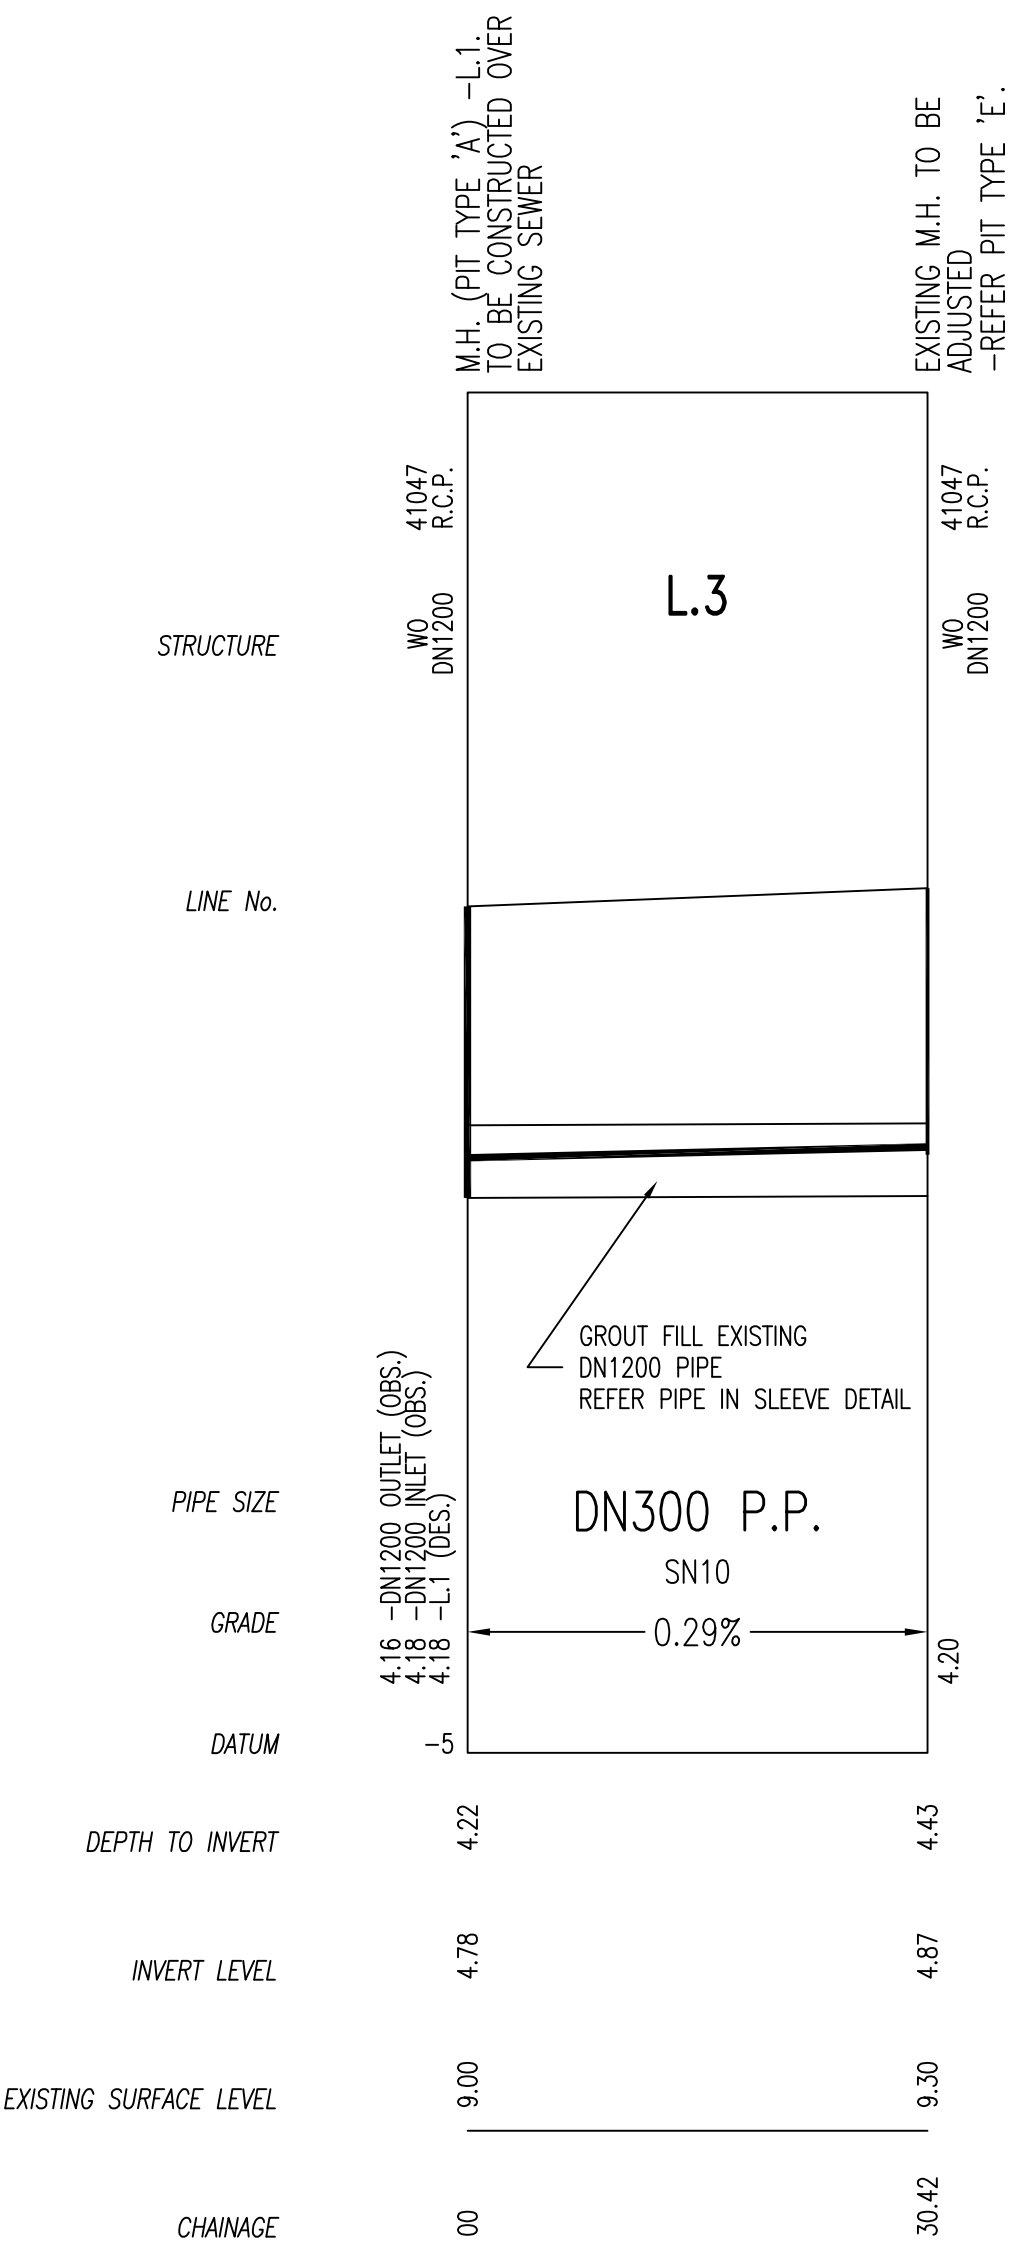 M.H. (PIT TYPE 'A') -L.1.
TO BE CONSTRUCTED OVER
EXISTING SEWER
EXISTING M.H. TO BE
ADJUSTED
-REFER PIT TYPE 'E'.
STRUCTURE
WO 41047
DN1200 R.C.P.
L.3
WO 41047
DN1200 R.C.P.
LINE No.
GROUT FILL EXISTING
DN1200 PIPE
REFER PIPE IN SLEEVE DETAIL
PIPE SIZE
DN300 P.P.
SN10
GRADE
0.29%
4.16 -DN1200 OUTLET (OBS.)
4.18 -DN1200 INLET (OBS.)
4.18 -L.1 (DES.)
4.20
DATUM
-5
DEPTH TO INVERT
4.22
4.43
INVERT LEVEL
4.78
4.87
EXISTING SURFACE LEVEL
9.00
9.30
CHAINAGE
00
30.42